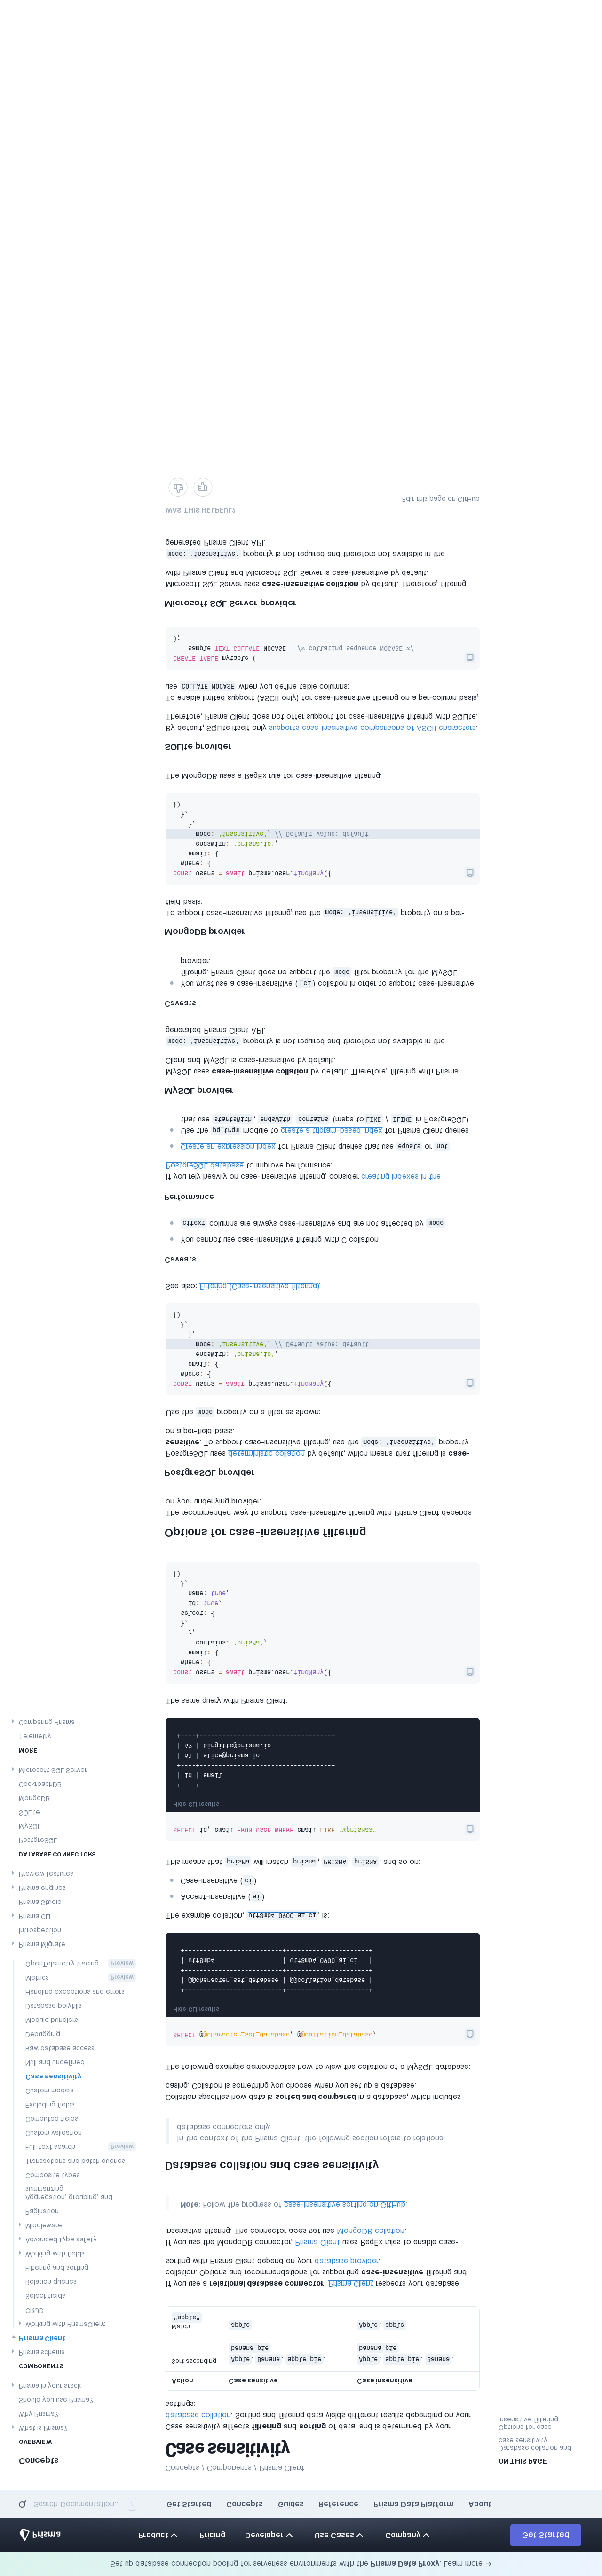 Set up database connection pooling for serverless environments with the Prisma Data Proxy. Learn more →
Prisma
Product
Pricing
Developer
Use Cases
Company
Get Started
Search Documentation... /
Get Started
Concepts
Guides
Reference
Prisma Data Platform
About
Concepts
OVERVIEW
What is Prisma?
Why Prisma?
Should you use Prisma?
Prisma in your stack
COMPONENTS
Prisma schema
Prisma Client
Working with PrismaClient
CRUD
Select fields
Relation queries
Filtering and sorting
Working with fields
Advanced type safety
Middleware
Pagination
Aggregation, grouping, and
summarizing
Composite types
Transactions and batch queries
Full-text search Preview
Custom validation
Computed fields
Excluding fields
Custom models
Case sensitivity
Null and undefined
Raw database access
Debugging
Module bundlers
Database polyfills
Handling exceptions and errors
Metrics Preview
OpenTelemetry tracing Preview
Prisma Migrate
Introspection
Prisma CLI
Prisma Studio
Prisma engines
Preview features
DATABASE CONNECTORS
PostgreSQL
MySQL
SQLite
MongoDB
CockroachDB
Microsoft SQL Server
MORE
Telemetry
Comparing Prisma
Concepts / Components / Prisma Client
Case sensitivity
Case sensitivity affects filtering and sorting of data, and is determined by your
database collation. Sorting and filtering data yields different results depending on your
settings:
Action Case sensitive Case insensitive
Sort ascending Apple, Banana, apple pie, banana pie Apple, apple pie, Banana, banana pie
Match "apple" apple Apple, apple
If you use a relational database connector, Prisma Client respects your database
collation. Options and recommendations for supporting case-insensitive filtering and
sorting with Prisma Client depend on your database provider.
If you use the MongoDB connector, Prisma Client uses RegEx rules to enable case-
insensitive filtering. The connector does not use MongoDB collation.
Note: Follow the progress of case-insensitive sorting on GitHub.
Database collation and case sensitivity
In the context of the Prisma Client, the following section refers to relational
database connectors only.
Collation specifies how data is sorted and compared in a database, which includes
casing. Collation is something you choose when you set up a database.
The following example demonstrates how to view the collation of a MySQL database:
SELECT @@character_set_database, @@collation_database;
Hide CLI results
+--------------------------+----------------------+
| @@character_set_database | @@collation_database |
+--------------------------+----------------------+
| utf8mb4                  | utf8mb4_0900_ai_ci   |
+--------------------------+----------------------+
The example collation, utf8mb4_0900_ai_ci, is:
Accent-insensitive (ai)
Case-insensitive (ci).
This means that prisMa will match prisma, PRISMA, priSMA, and so on:
SELECT id, email FROM User WHERE email LIKE "%prisMa%"
Hide CLI results
+----+-----------------------------------+
| id | email                             |
+----+-----------------------------------+
| 61 | alice@prisma.io                   |
| 49 | birgitte@prisma.io                |
+----+-----------------------------------+
The same query with Prisma Client:
const users = await prisma.user.findMany({
where: {
email: {
contains: 'prisMa',
},
},
select: {
id: true,
name: true,
},
})
Options for case-insensitive filtering
The recommended way to support case-insensitive filtering with Prisma Client depends
on your underlying provider.
PostgreSQL provider
PostgreSQL uses deterministic collation by default, which means that filtering is case-
sensitive. To support case-insensitive filtering, use the mode: 'insensitive' property
on a per-field basis.
Use the mode property on a filter as shown:
const users = await prisma.user.findMany({
where: {
email: {
endsWith: 'prisma.io',
mode: 'insensitive', // Default value: default
},
},
})
See also: Filtering (Case-insensitive filtering)
Caveats
You cannot use case-insensitive filtering with C collation
citext columns are always case-insensitive and are not affected by mode
Performance
If you rely heavily on case-insensitive filtering, consider creating indexes in the
PostgreSQL database to improve performance:
Create an expression index for Prisma Client queries that use equals or not
Use the pg_trgm module to create a trigram-based index for Prisma Client queries
that use startsWith, endsWith, contains (maps to LIKE / ILIKE in PostgreSQL)
MySQL provider
MySQL uses case-insensitive collation by default. Therefore, filtering with Prisma
Client and MySQL is case-insensitive by default.
mode: 'insensitive' property is not required and therefore not available in the
generated Prisma Client API.
Caveats
You must use a case-insensitive (_ci) collation in order to support case-insensitive
filtering. Prisma Client does no support the mode filter property for the MySQL
provider.
MongoDB provider
To support case-insensitive filtering, use the mode: 'insensitive' property on a per-
field basis:
const users = await prisma.user.findMany({
where: {
email: {
endsWith: 'prisma.io',
mode: 'insensitive', // Default value: default
},
},
})
The MongoDB uses a RegEx rule for case-insensitive filtering.
SQLite provider
By default, SQLite itself only supports case-insensitive comparisons of ASCII characters.
Therefore, Prisma Client does not offer support for case-insensitive filtering with SQLite.
To enable limited support (ASCII only) for case-insensitive filtering on a per-column basis,
use COLLATE NOCASE when you define table columns:
CREATE TABLE mytable (
sample TEXT COLLATE NOCASE /* collating sequence NOCASE */
);
Microsoft SQL Server provider
Microsoft SQL Server uses case-insensitive collation by default. Therefore, filtering
with Prisma Client and Microsoft SQL Server is case-insensitive by default.
mode: 'insensitive' property is not required and therefore not available in the
generated Prisma Client API.
WAS THIS HELPFUL?
Edit this page on GitHub
ON THIS PAGE
Database collation and
case sensitivity
Options for case-
insensitive filtering